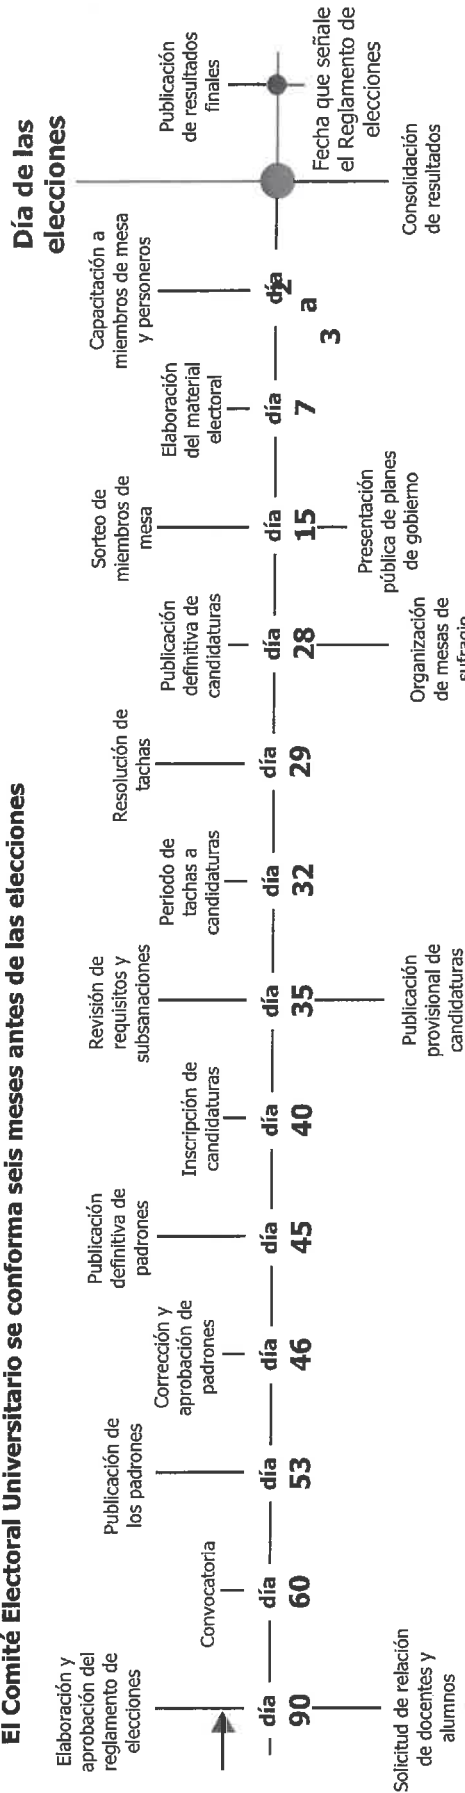 El Comité Electoral Universitario se conforma seis meses antes de las elecciones
Elaboración y
aprobación del
reglamento de
elecciones
día
90
Solicitud de relación
de docentes y
alumnos
Convocatoria
día
60
Publicación de
los padrones
día
53
Corrección y
aprobación de
padrones
día
46
Publicación
definitiva de
padrones
día
45
Inscripción de
candidaturas
día
40
Revisión de
requisitos y
subsanaciones
día
35
Publicación
provisional de
candidaturas
Periodo de
tachas a
candidaturas
día
32
Resolución de
tachas
día
29
Publicación
definitiva de
candidaturas
día
28
Organización
de mesas de
sufragio
Sorteo de
miembros de
mesa
día
15
Presentación
pública de planes
de gobierno
Elaboración
del material
electoral
día
7
Capacitación a
miembros de mesa
y personeros
día
2
a
3
Día de las
elecciones
Consolidación
de resultados
Publicación
de resultados
finales
Fecha que señale
el Reglamento de
elecciones